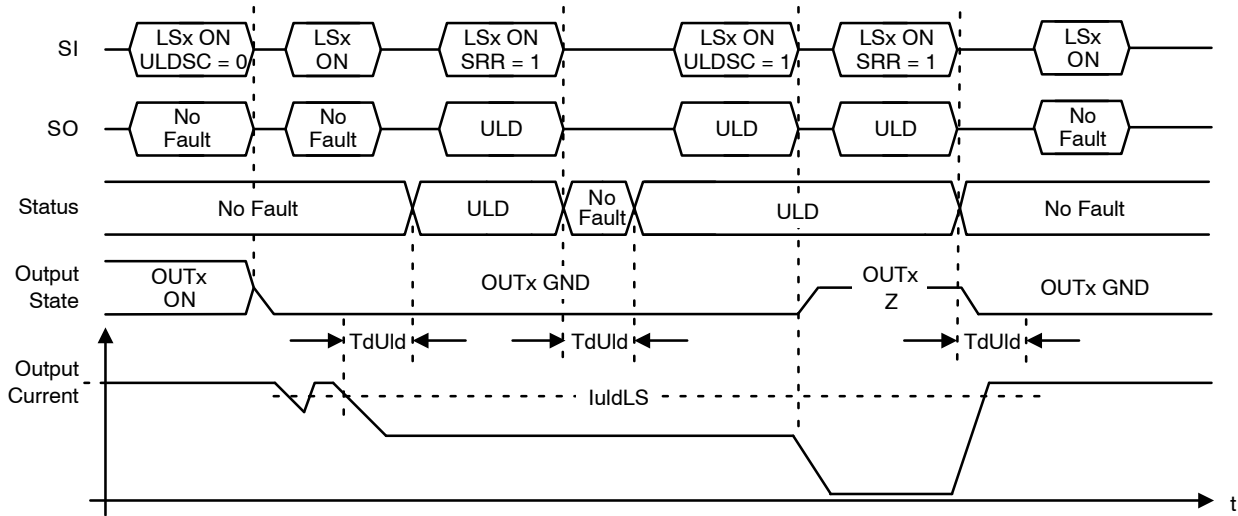 SI
LSx ON
ULDSC = 0
LSx
ON
LSx ON
SRR = 1
LSx ON
ULDSC = 1
LSx ON
SRR = 1
LSx
ON
SO
No
Fault
No
Fault
ULD
ULD
ULD
No
Fault
Status
No Fault
ULD
No
Fault
ULD
No Fault
Output
State
OUTx
ON
OUTx GND
OUTx
Z
OUTx GND
TdUld
TdUld
TdUld
Output
Current
IuldLS
t